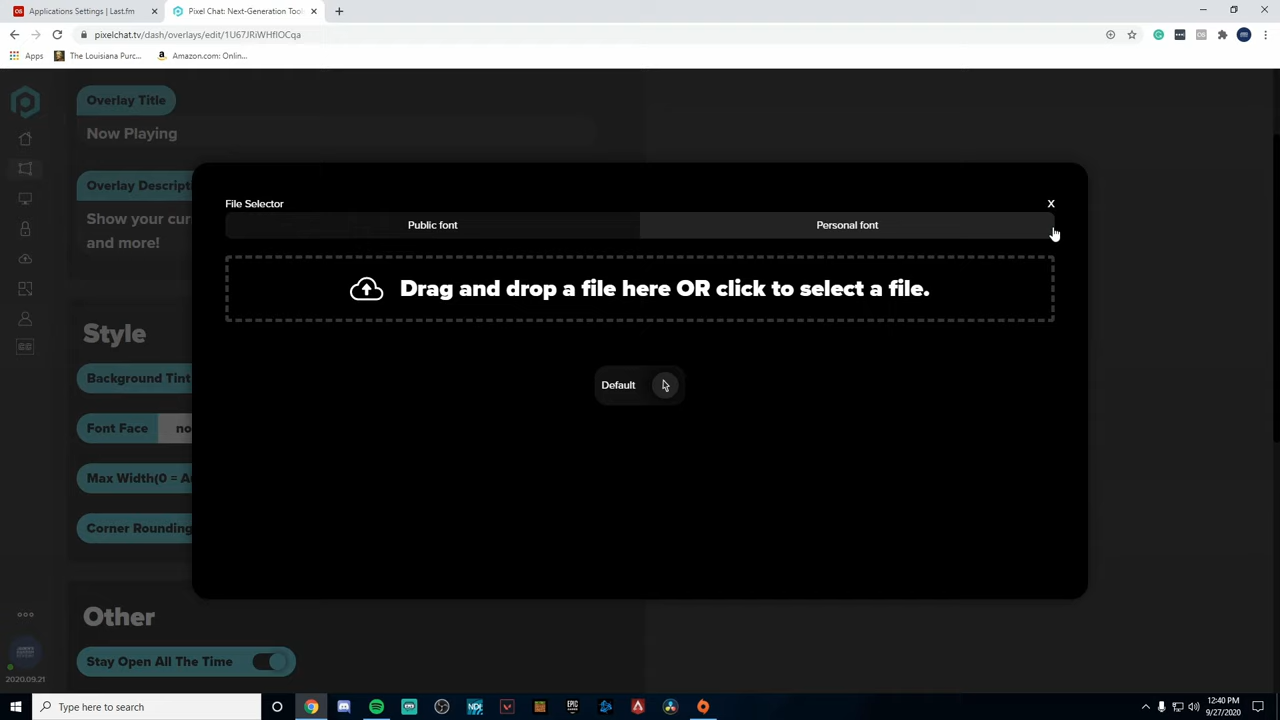 Applications Settings | Last.fm
Pixel Chat: Next-Generation Tool
pixelchat.tv/dash/overlays/edit/1U67JRiWHflOCqa
Apps
The Louisiana Purc...
Amazon.com: Onlin...
Overlay Title
Now Playing
Overlay Descripti
Show your curr
and more!
File Selector
X
Public font
Personal font
Drag and drop a file here OR click to select a file.
Default
Style
Background Tint
Font Face
no
Max Width(0 = Au
Corner Rounding
Other
Stay Open All The Time
2020.09.21
Type here to search
12:40 PM
9/27/2020